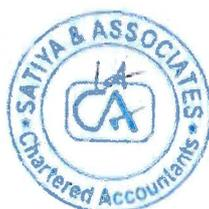 SATIYA & ASSOCIATES
CA
Chartered Accountants